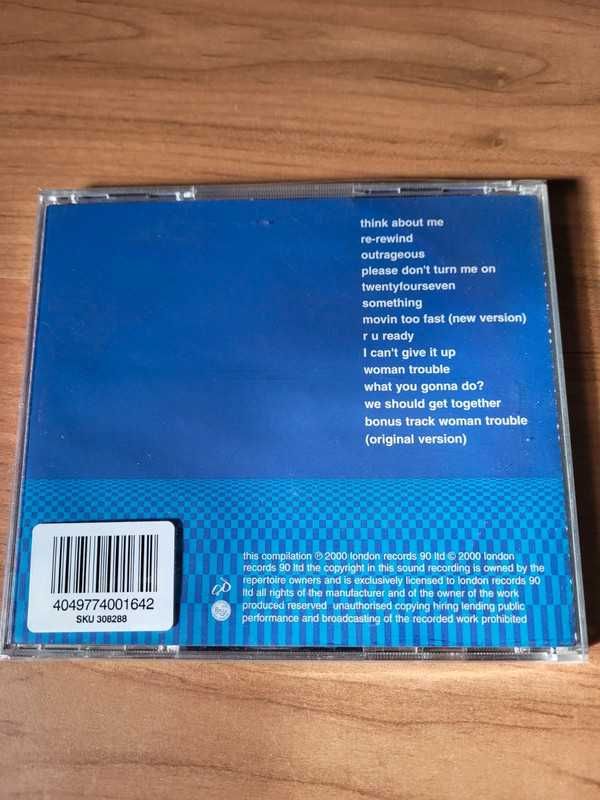 think about me
re-rewind
outrageous
please don't turn me on
twentyfourseven
something
movin too fast (new version)
r u ready
I can't give it up
woman trouble
what you gonna do?
we should get together
bonus track woman trouble
(original version)
this compilation ℗ 2000 london records 90 ltd © 2000 london
records 90 ltd the copyright in this sound recording is owned by the
repertoire owners and is exclusively licensed to london records 90
ltd all rights of the manufacturer and of the owner of the work
produced reserved unauthorised copying hiring lending public
performance and broadcasting of the recorded work prohibited
4049774001642
SKU 308288